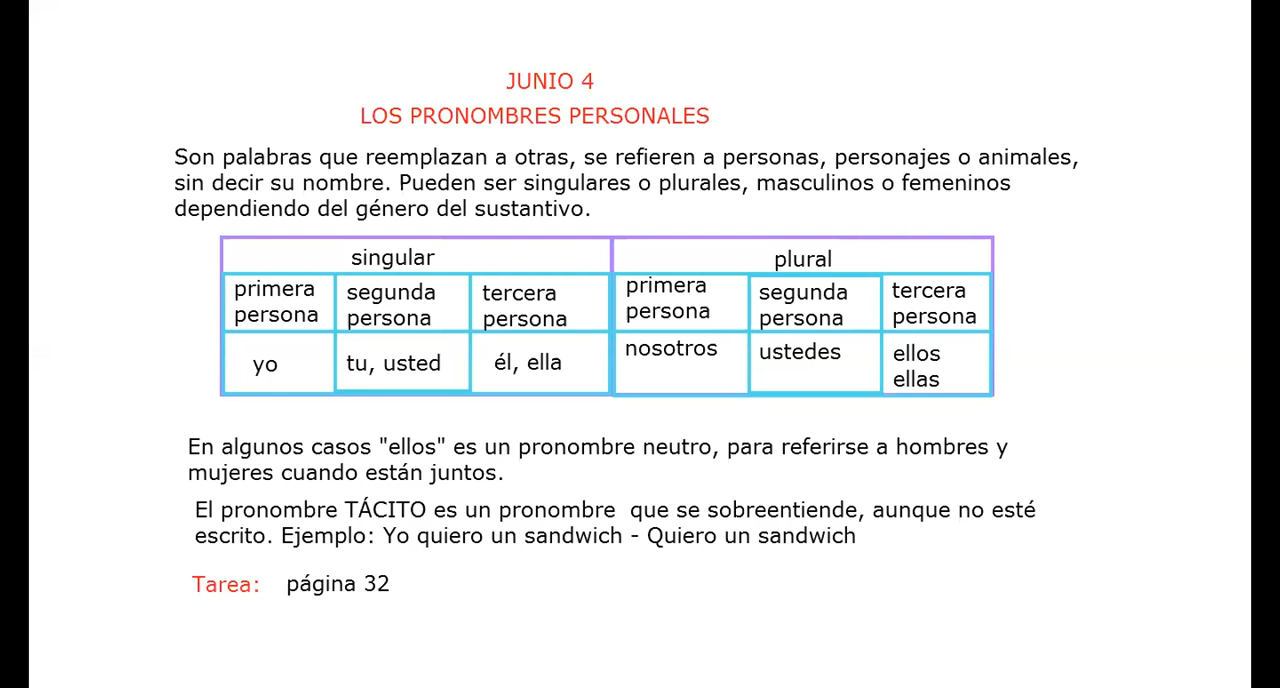 JUNIO 4
LOS PRONOMBRES PERSONALES
Son palabras que reemplazan a otras, se refieren a personas, personajes o animales,
sin decir su nombre. Pueden ser singulares o plurales, masculinos o femeninos
dependiendo del género del sustantivo.
singular plural
primera persona segunda persona tercera persona primera persona segunda persona tercera persona
yo tu, usted él, ella nosotros ustedes ellos ellas
En algunos casos "ellos" es un pronombre neutro, para referirse a hombres y
mujeres cuando están juntos.
El pronombre TÁCITO es un pronombre  que se sobreentiende, aunque no esté
escrito. Ejemplo: Yo quiero un sandwich - Quiero un sandwich
Tarea: página 32